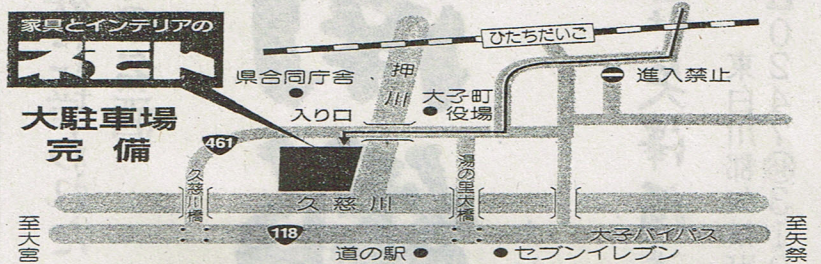 家具とインテリアの
ネモト
大駐車場
完備
ひたちだいご
県合同庁舎
押川
大子町
役場
進入禁止
入り口
461
久慈川橋
湯の里大橋
久慈川
118
大子バイパス
至大宮
至矢祭
道の駅
セブンイレブン